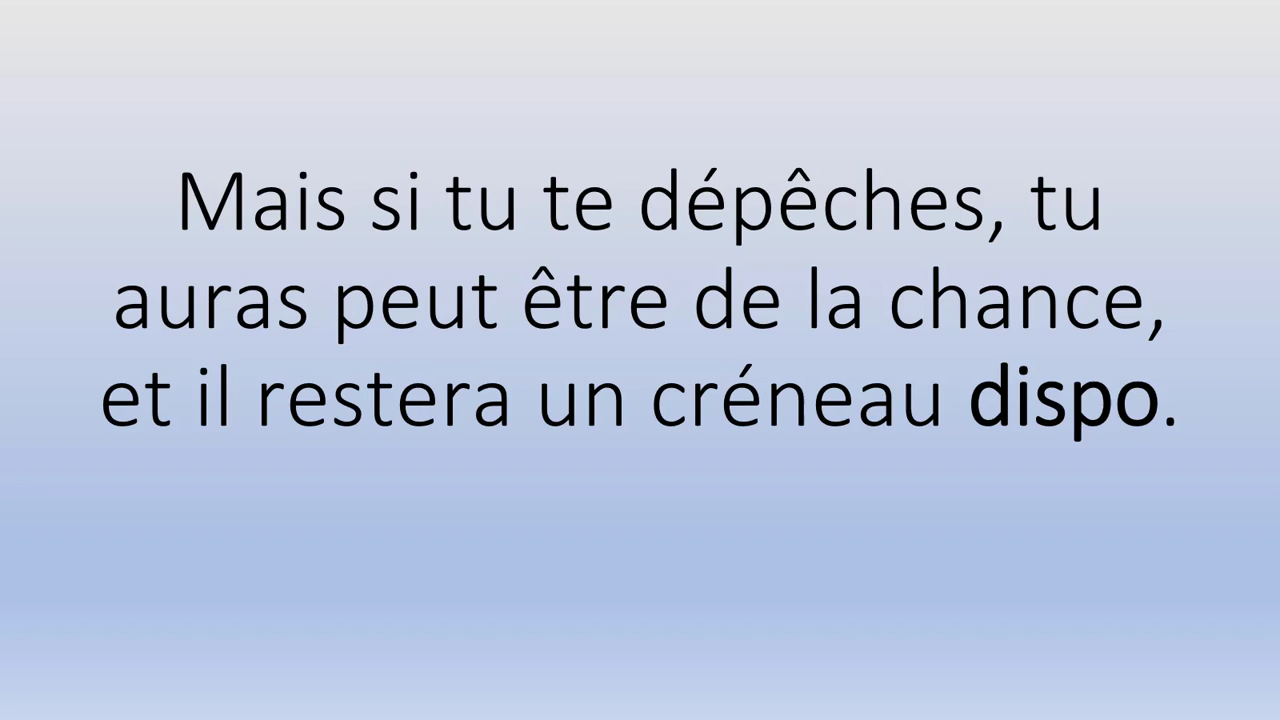 Mais si tu te dépêches, tu
auras peut être de la chance,
et il restera un créneau dispo.